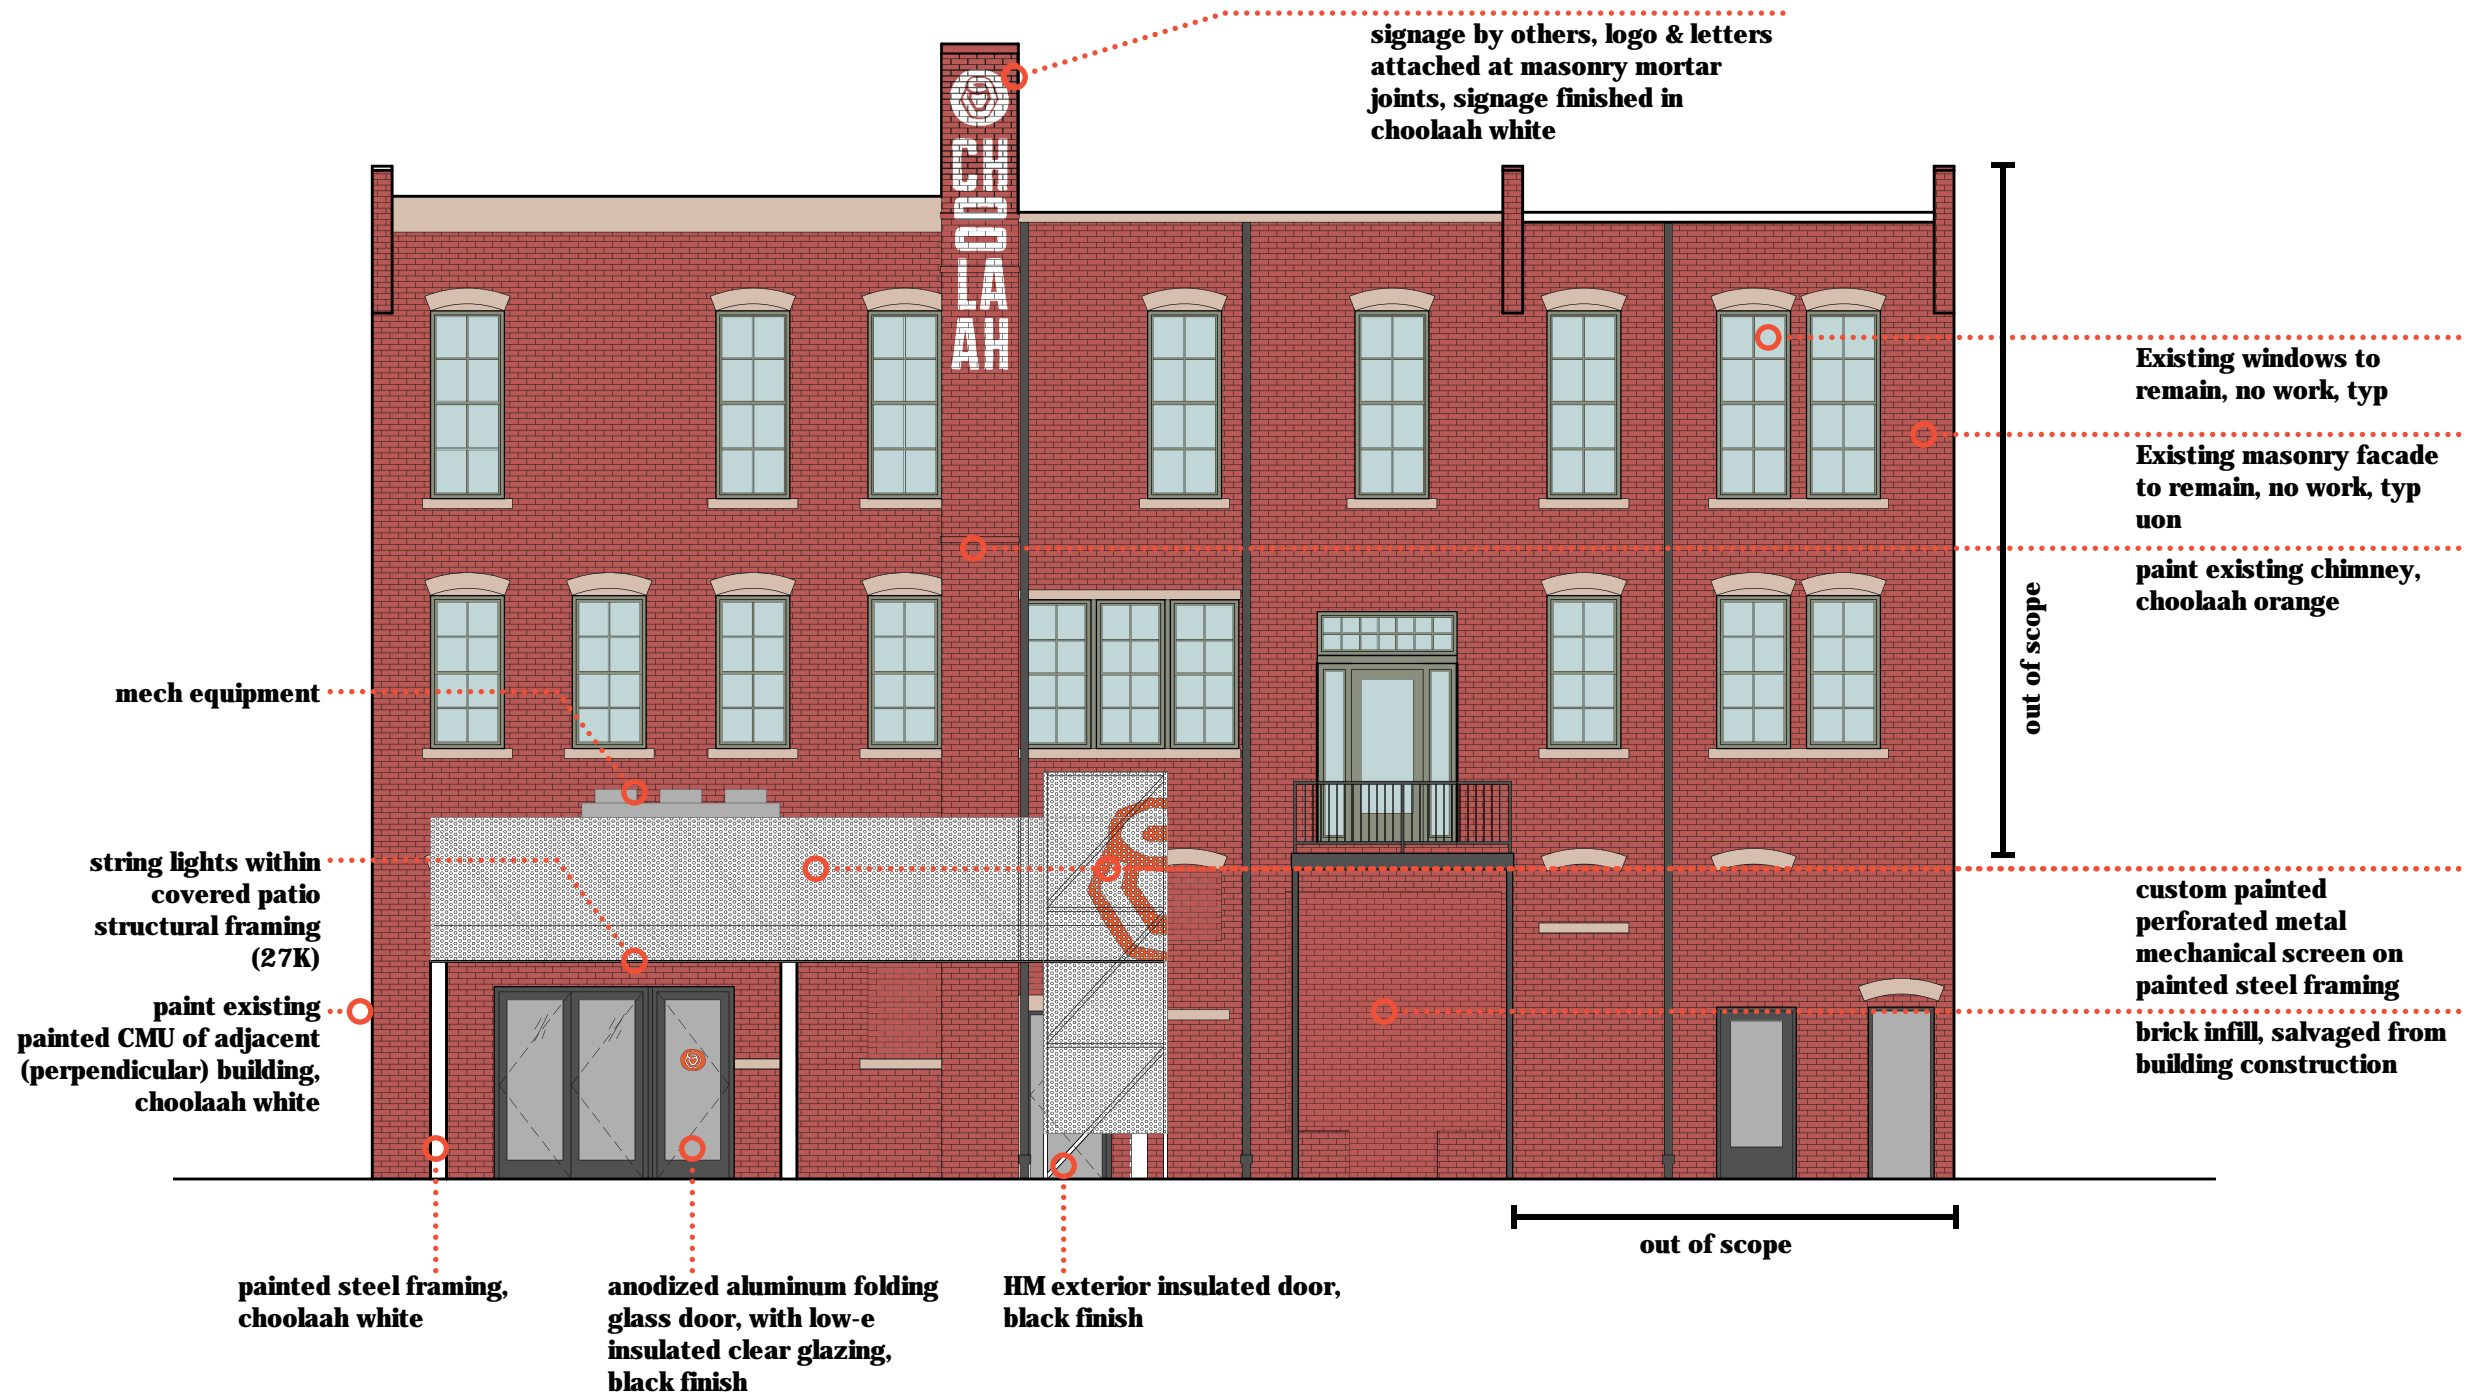 signage by others, logo & letters
attached at masonry mortar
joints, signage finished in
choolaah white
CH
OO
LA
AH
Existing windows to
remain, no work, typ
Existing masonry facade
to remain, no work, typ
uon
paint existing chimney,
choolaah orange
out of scope
mech equipment
string lights within
covered patio
structural framing
(27K)
paint existing
painted CMU of adjacent
(perpendicular) building,
choolaah white
custom painted
perforated metal
mechanical screen on
painted steel framing
brick infill, salvaged from
building construction
out of scope
painted steel framing,
choolaah white
anodized aluminum folding
glass door, with low-e
insulated clear glazing,
black finish
HM exterior insulated door,
black finish